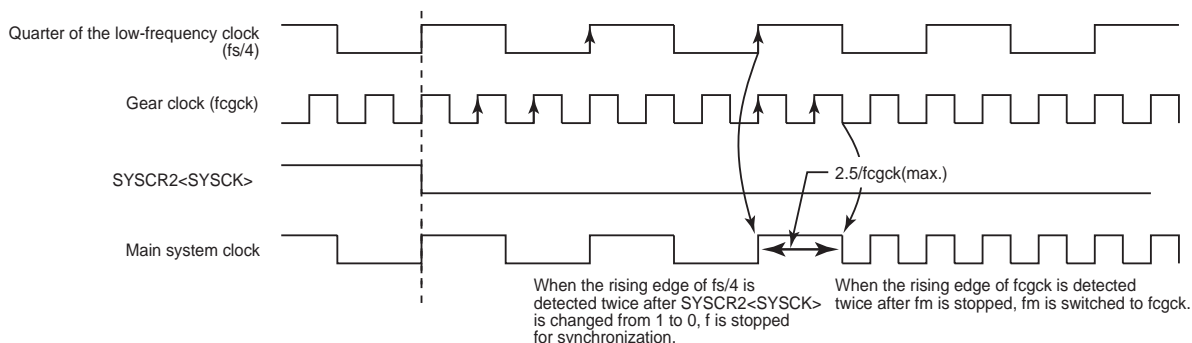 Quarter of the low-frequency clock
(fs/4)
Gear clock (fcgck)
SYSCR2<SYSCK>
2.5/fcgck(max.)
Main system clock
When the rising edge of fs/4 is
detected twice after SYSCR2<SYSCK>
is changed from 1 to 0, f is stopped
for synchronization.
When the rising edge of fcgck is detected
twice after fm is stopped, fm is switched to fcgck.